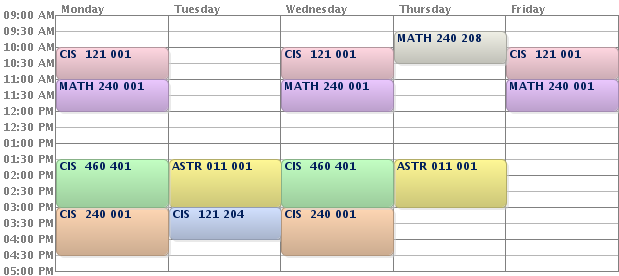 Monday Tuesday Wednesday Thursday Friday
09:00 AM
09:30 AM
MATH 240 208
10:00 AM
CIS 121 001 CIS 121 001 CIS 121 001
10:30 AM
11:00 AM
MATH 240 001 MATH 240 001 MATH 240 001
11:30 AM
12:00 PM
12:30 PM
01:00 PM
01:30 PM
CIS 460 401 ASTR 011 001 CIS 460 401 ASTR 011 001
02:00 PM
02:30 PM
03:00 PM
CIS 240 001 CIS 121 204 CIS 240 001
03:30 PM
04:00 PM
04:30 PM
05:00 PM